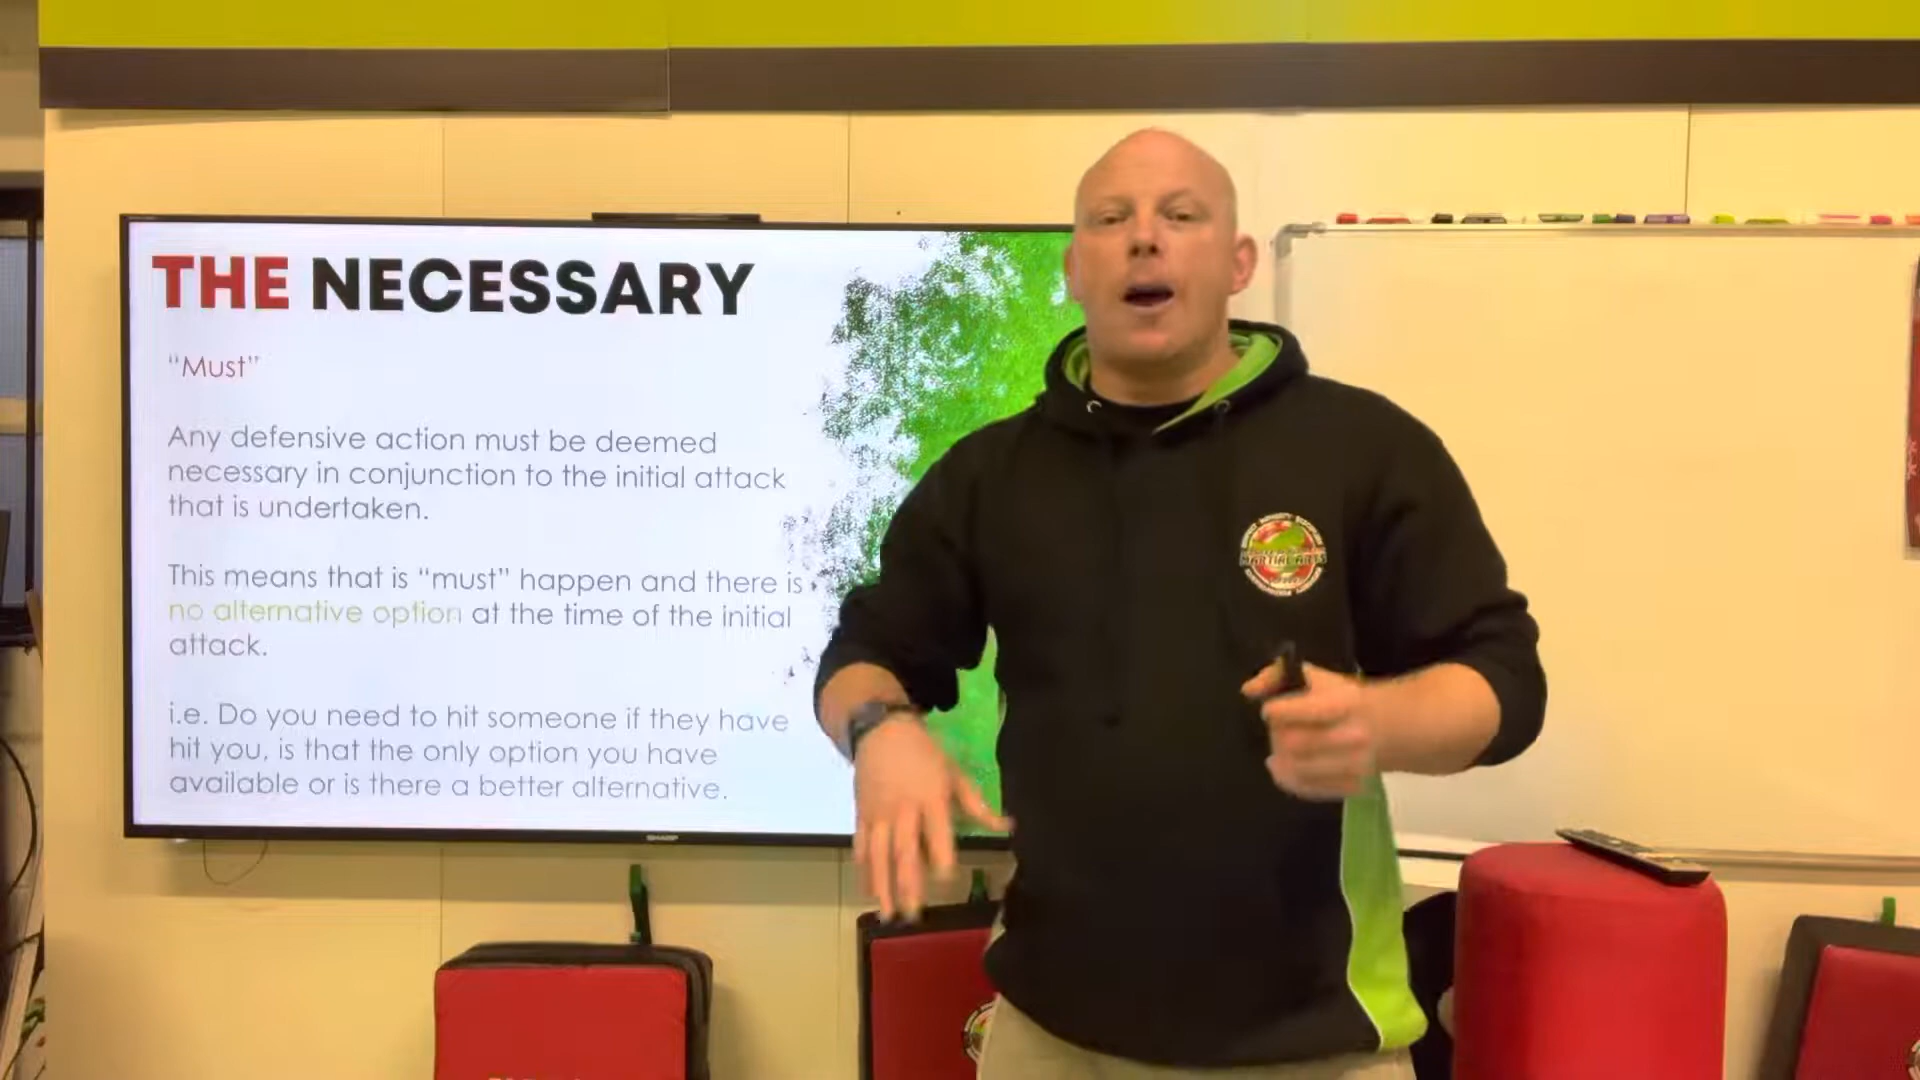 THE NECESSARY
“Must”
Any defensive action must be deemed
necessary in conjunction to the initial attack
that is undertaken.
This means that is “must” happen and there is
no alternative option at the time of the initial
attack.
i.e. Do you need to hit someone if they have
hit you, is that the only option you have
available or is there a better alternative.
SHARP
MARTIAL ARTS